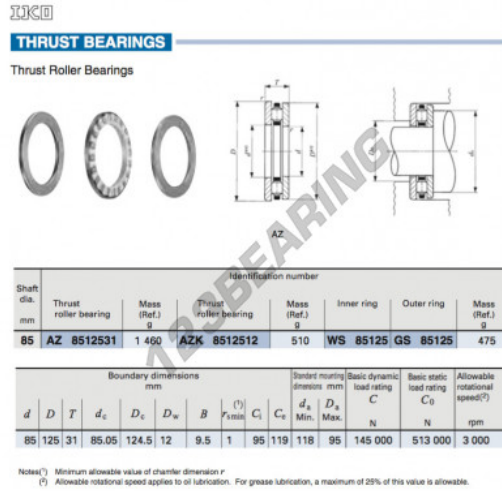 IKO
THRUST BEARINGS
Thrust Roller Bearings
T
r
D
d
AZ
123BEARING
Identification number
Shaft dia. mm
Thrust roller bearing
Mass (Ref.) g
Thrust roller bearing
Mass (Ref.) g
Inner ring
Outer ring
Mass (Ref.) g
85 AZ 8512531 1 460 AZK 8512512 510 WS 85125 GS 85125 475
Boundary dimensions mm
Standard mounting dimensions mm
Basic dynamic load rating C N
Basic static load rating C0 N
Allowable rotational speed(2) rpm
d D T dc Dc Dw B rs min(1) Ci Ce da Min. Da Max.
85 125 31 85.05 124.5 12 9.5 1 95 119 118 95 145 000 513 000 3 000
Notes(1) Minimum allowable value of chamfer dimension r
(2) Allowable rotational speed applies to oil lubrication. For grease lubrication, a maximum of 25% of this value is allowable.